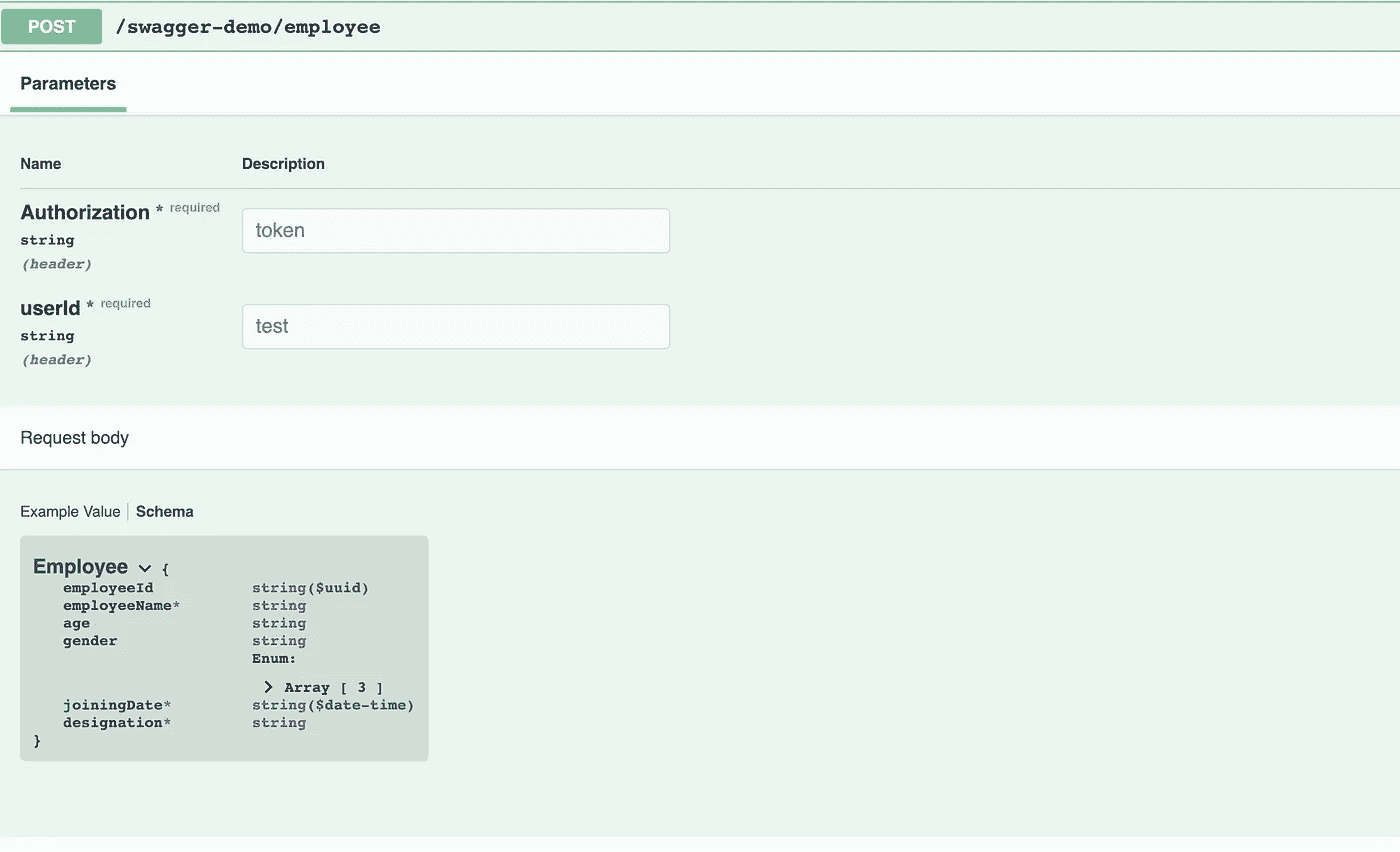 POST /swagger-demo/employee
Parameters
Name Description
Authorization * required
string
(header)
token
userId * required
string
(header)
test
Request body
Example Value | Schema
Employee {
employeeId string($uuid)
employeeName* string
age string
gender string
Enum:
Array [ 3 ]
joiningDate* string($date-time)
designation* string
}